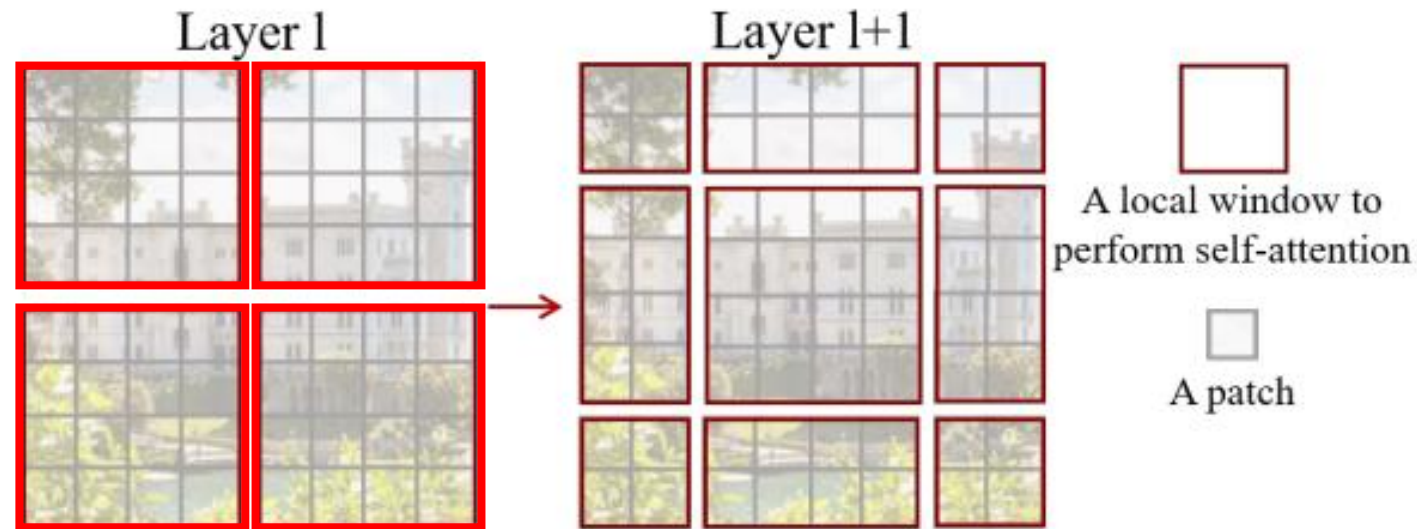 Layer l
Layer l+1
A local window to
perform self-attention
A patch